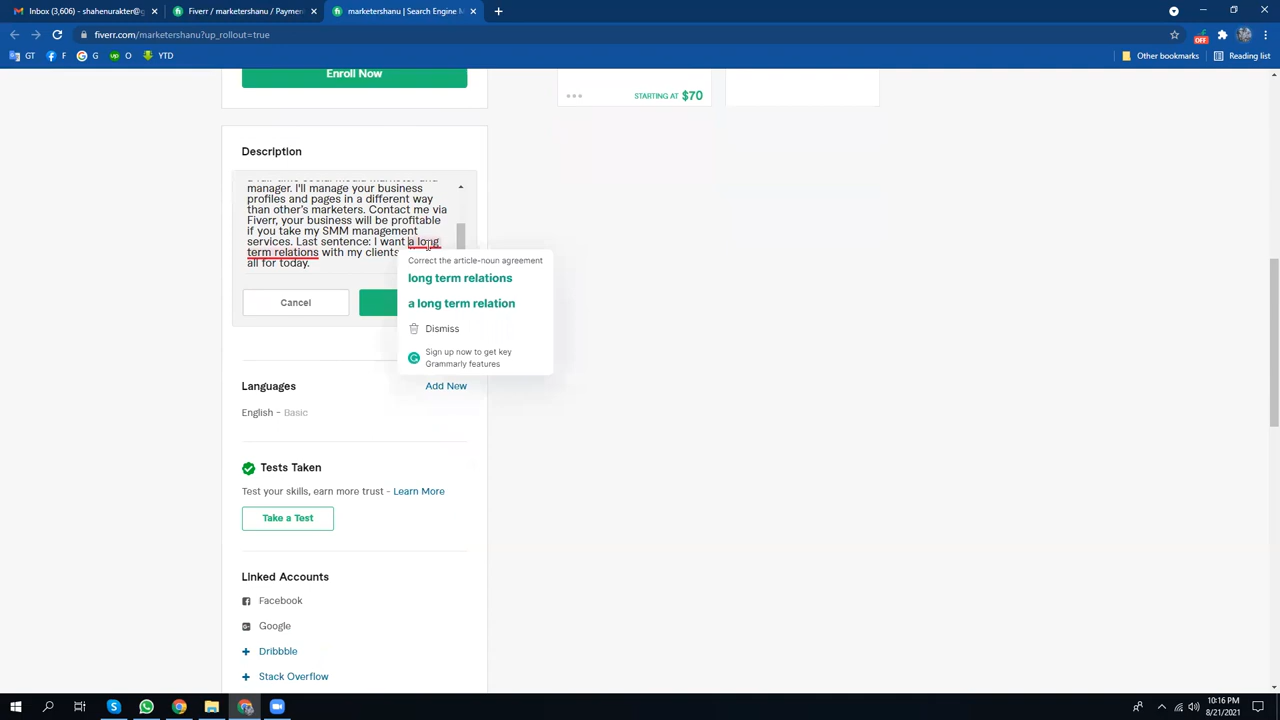 Inbox (3,606) - shahenurakter@g
Fiverr / marketershanu / Paymen
marketershanu | Search Engine M
fiverr.com/marketershanu?up_rollout=true
OFF
GT
F
G
O
YTD
Other bookmarks
Reading list
Enroll Now
STARTING AT $70
Description
manager. I'll manage your business
profiles and pages in a different way
than other's marketers. Contact me via
Fiverr, your business will be profitable
if you take my SMM management
services. Last sentence: I want a long
term relations with my clients
all for today.
Correct the article-noun agreement
long term relations
a long term relation
Dismiss
Sign up now to get key
Grammarly features
Cancel
Languages
Add New
English - Basic
Tests Taken
Test your skills, earn more trust - Learn More
Take a Test
Linked Accounts
Facebook
Google
Dribbble
Stack Overflow
10:16 PM
8/21/2021